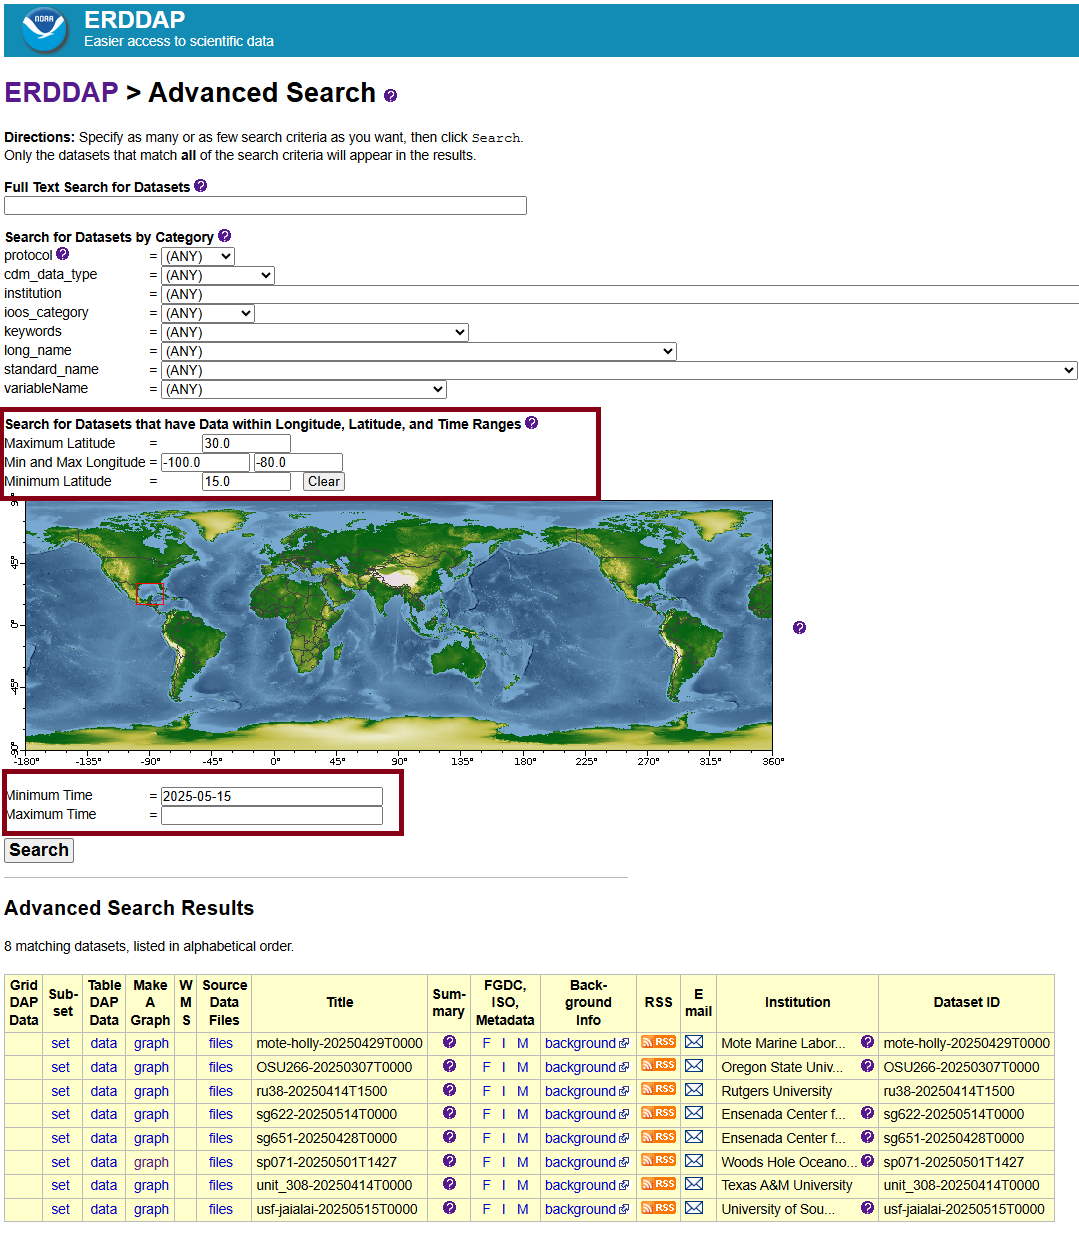 NOAA
ERDDAP
Easier access to scientific data
ERDDAP > Advanced Search ?
Directions: Specify as many or as few search criteria as you want, then click Search.
Only the datasets that match all of the search criteria will appear in the results.
Full Text Search for Datasets ?
Search for Datasets by Category ?
protocol ? = (ANY)
cdm_data_type = (ANY)
institution = (ANY)
ioos_category = (ANY)
keywords = (ANY)
long_name = (ANY)
standard_name = (ANY)
variableName = (ANY)
Search for Datasets that have Data within Longitude, Latitude, and Time Ranges ?
Maximum Latitude = 30.0
Min and Max Longitude = -100.0 -80.0
Minimum Latitude = 15.0 Clear
90°
45°
0° ?
-45°
-90°
-180° -135° -90° -45° 0° 45° 90° 135° 180° 225° 270° 315° 360°
Minimum Time = 2025-05-15
Maximum Time =
Search
Advanced Search Results
8 matching datasets, listed in alphabetical order.
Grid DAP Data Sub-set Table DAP Data Make A Graph W M S Source Data Files Title Sum-mary FGDC, ISO, Metadata Back-ground Info RSS E mail Institution Dataset ID
set data graph files mote-holly-20250429T0000 ? F I M background RSS Mote Marine Labor... ? mote-holly-20250429T0000
set data graph files OSU266-20250307T0000 ? F I M background RSS Oregon State Univ... ? OSU266-20250307T0000
set data graph files ru38-20250414T1500 ? F I M background RSS Rutgers University ru38-20250414T1500
set data graph files sg622-20250514T0000 ? F I M background RSS Ensenada Center f... ? sg622-20250514T0000
set data graph files sg651-20250428T0000 ? F I M background RSS Ensenada Center f... ? sg651-20250428T0000
set data graph files sp071-20250501T1427 ? F I M background RSS Woods Hole Oceano... ? sp071-20250501T1427
set data graph files unit_308-20250414T0000 ? F I M background RSS Texas A&M University unit_308-20250414T0000
set data graph files usf-jaialai-20250515T0000 ? F I M background RSS University of Sou... ? usf-jaialai-20250515T0000